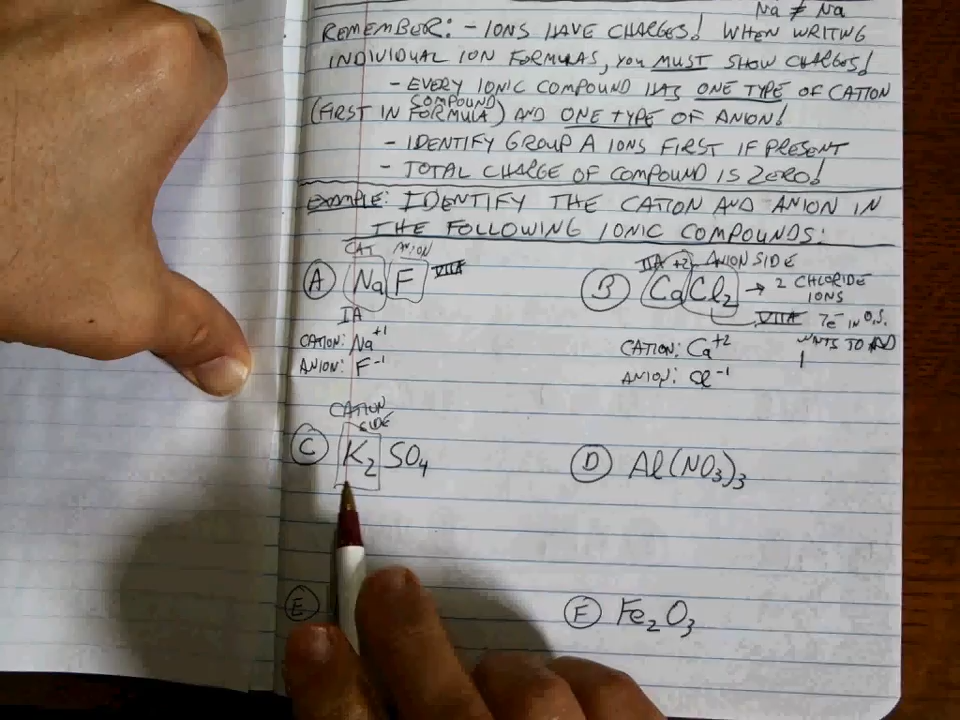 Na ≠ Na
REMEMBER: - IONS HAVE CHARGES! WHEN WRITING
INDIVIDUAL ION FORMULAS, YOU MUST SHOW CHARGES!
- EVERY IONIC COMPOUND HAS ONE TYPE OF CATION
COMPOUND
(FIRST IN FORMULA) AND ONE TYPE OF ANION!
- IDENTIFY GROUP A IONS FIRST IF PRESENT
- TOTAL CHARGE OF COMPOUND IS ZERO!
EXAMPLE: IDENTIFY THE CATION AND ANION IN
THE FOLLOWING IONIC COMPOUNDS:
CAT ANION
A NaF VIIA
IA
CATION: Na+1
ANION: F-1
IIA +2 ANION SIDE
B CaCl2 → 2 CHLORIDE
IONS
VIIA 7e- IN O.S.
WANTS TO ADD
1
CATION: Ca+2
ANION: Cl-1
CATION
SIDE
C K2SO4
D Al(NO3)3
E
F Fe2O3